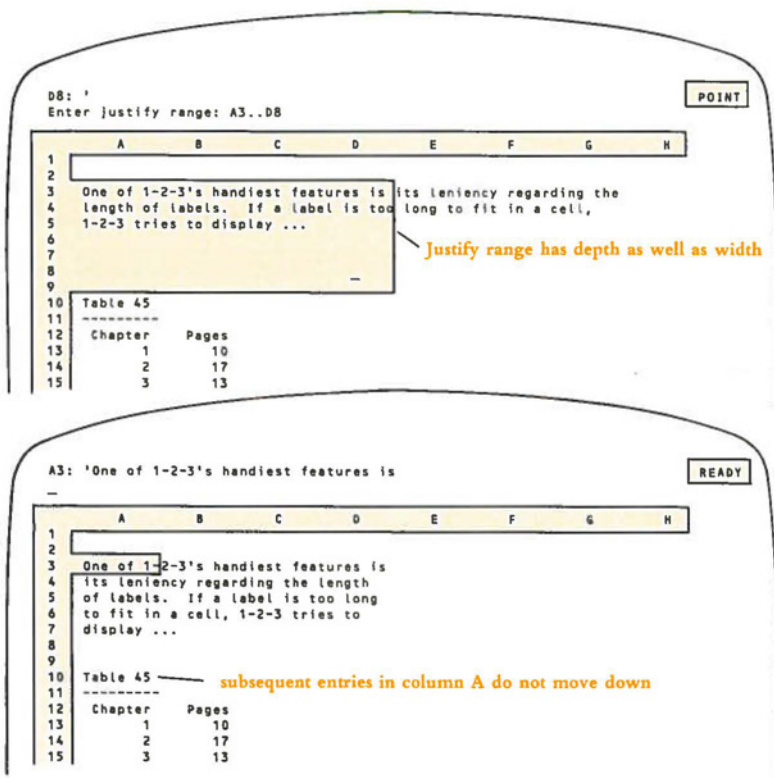 D8: '
POINT
Enter justify range: A3..D8
A B C D E F G H
1
2
3 One of 1-2-3's handiest features is its leniency regarding the
4 length of labels.  If a label is too long to fit in a cell,
5 1-2-3 tries to display ...
6
Justify range has depth as well as width
7
8
9
10 Table 45
11 ---------
12 Chapter Pages
13 1 10
14 2 17
15 3 13
A3: 'One of 1-2-3's handiest features is
READY
A B C D E F G H
1
2
3 One of 1-2-3's handiest features is
4 its leniency regarding the length
5 of labels.  If a label is too long
6 to fit in a cell, 1-2-3 tries to
7 display ...
8
9
10 Table 45
subsequent entries in column A do not move down
11 ---------
12 Chapter Pages
13 1 10
14 2 17
15 3 13